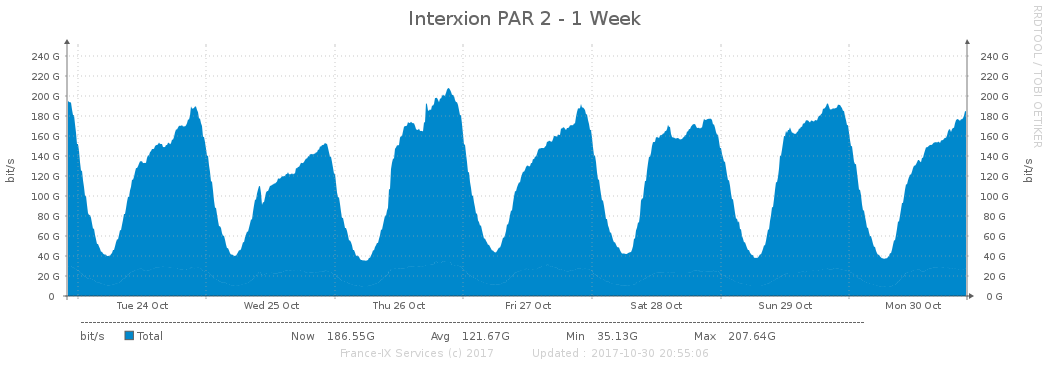 Interxion PAR 2 - 1 Week
RRDTOOL / TOBI OETIKER
bit/s
240 G
220 G
200 G
180 G
160 G
140 G
120 G
100 G
80 G
60 G
40 G
20 G
0
240 G
220 G
200 G
180 G
160 G
140 G
120 G
100 G
80 G
60 G
40 G
20 G
0 G
bit/s
Tue 24 Oct Wed 25 Oct Thu 26 Oct Fri 27 Oct Sat 28 Oct Sun 29 Oct Mon 30 Oct
bit/s Total Now 186.55G Avg 121.67G Min 35.13G Max 207.64G
France-IX Services (c) 2017 Updated : 2017-10-30 20:55:06